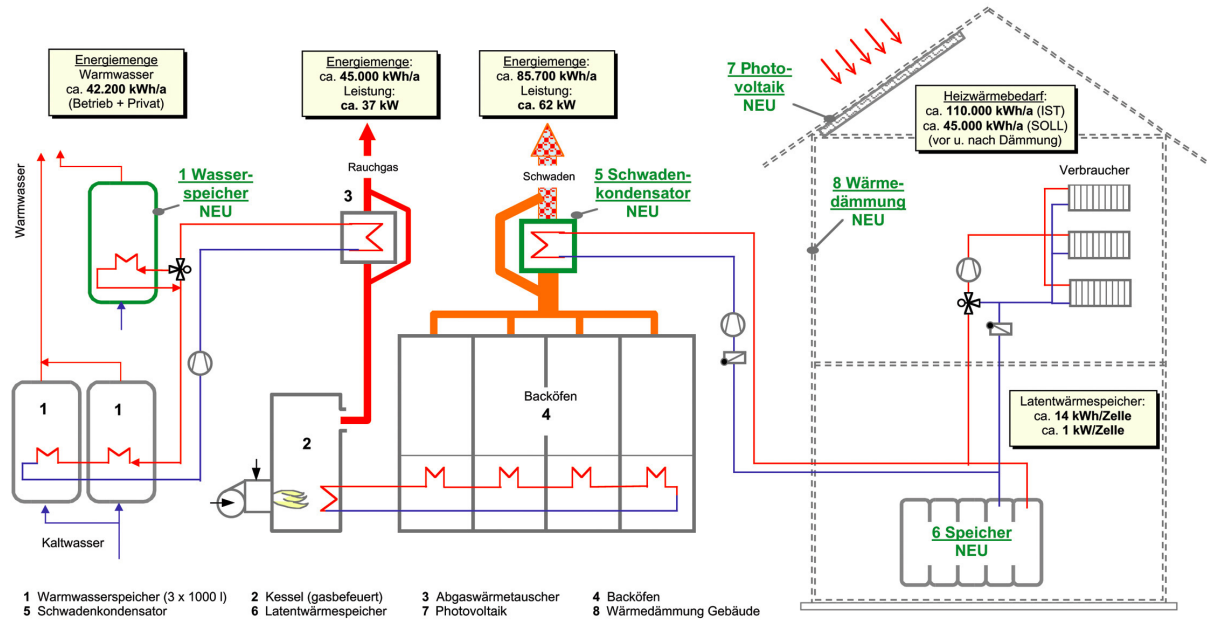 Energiemenge
Warmwasser
ca. 42.200 kWh/a
(Betrieb + Privat)
Energiemenge:
ca. 45.000 kWh/a
Leistung:
ca. 37 kW
Energiemenge:
ca. 85.700 kWh/a
Leistung:
ca. 62 kW
7 Photo-
voltaik
NEU
Heizwärmebedarf:
ca. 110.000 kWh/a (IST)
ca. 45.000 kWh/a (SOLL)
(vor u. nach Dämmung)
Warmwasser
1 Wasser-
speicher
NEU
Rauchgas
3
Schwaden
5 Schwaden-
kondensator
NEU
8 Wärme-
dämmung
NEU
Verbraucher
1
1
2
Backöfen
4
Latentwärmespeicher:
ca. 14 kWh/Zelle
ca. 1 kW/Zelle
Kaltwasser
6 Speicher
NEU
1 Warmwasserspeicher (3 x 1000 l)
2 Kessel (gasbefeuert)
3 Abgaswärmetauscher
4 Backöfen
5 Schwadenkondensator
6 Latentwärmespeicher
7 Photovoltaik
8 Wärmedämmung Gebäude